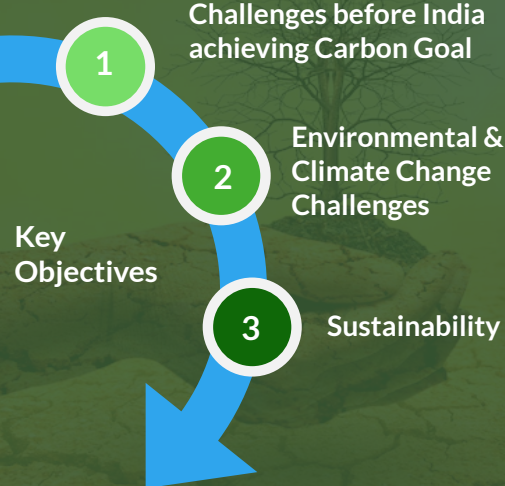 Challenges before India
achieving Carbon Goal
1
Environmental &
Climate Change
Challenges
2
Key
Objectives
3
Sustainability